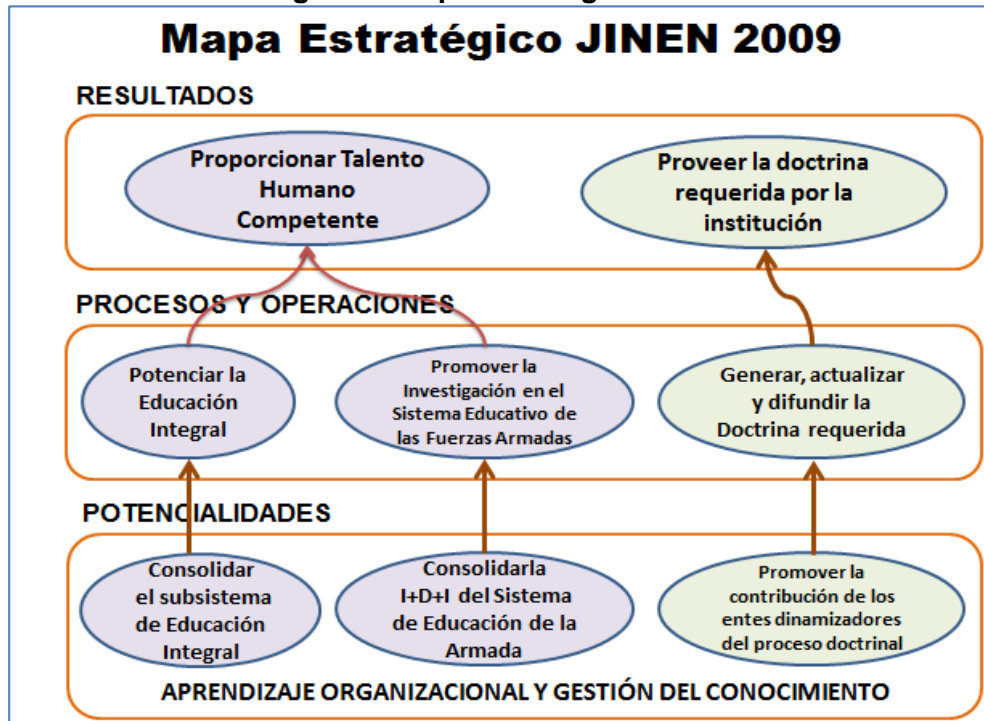 Mapa Estratégico JINEN 2009
RESULTADOS
Proporcionar Talento
Humano
Competente
Proveer la doctrina
requerida por la
institución
PROCESOS Y OPERACIONES
Potenciar la
Educación
Integral
Promover la
Investigación en el
Sistema Educativo de
las Fuerzas Armadas
Generar, actualizar
y difundir la
Doctrina requerida
POTENCIALIDADES
Consolidar
el subsistema
de Educación
Integral
Consolidarla
I+D+I del Sistema
de Educación de la
Armada
Promover la
contribución de los
entes dinamizadores
del proceso doctrinal
APRENDIZAJE ORGANIZACIONAL Y GESTIÓN DEL CONOCIMIENTO